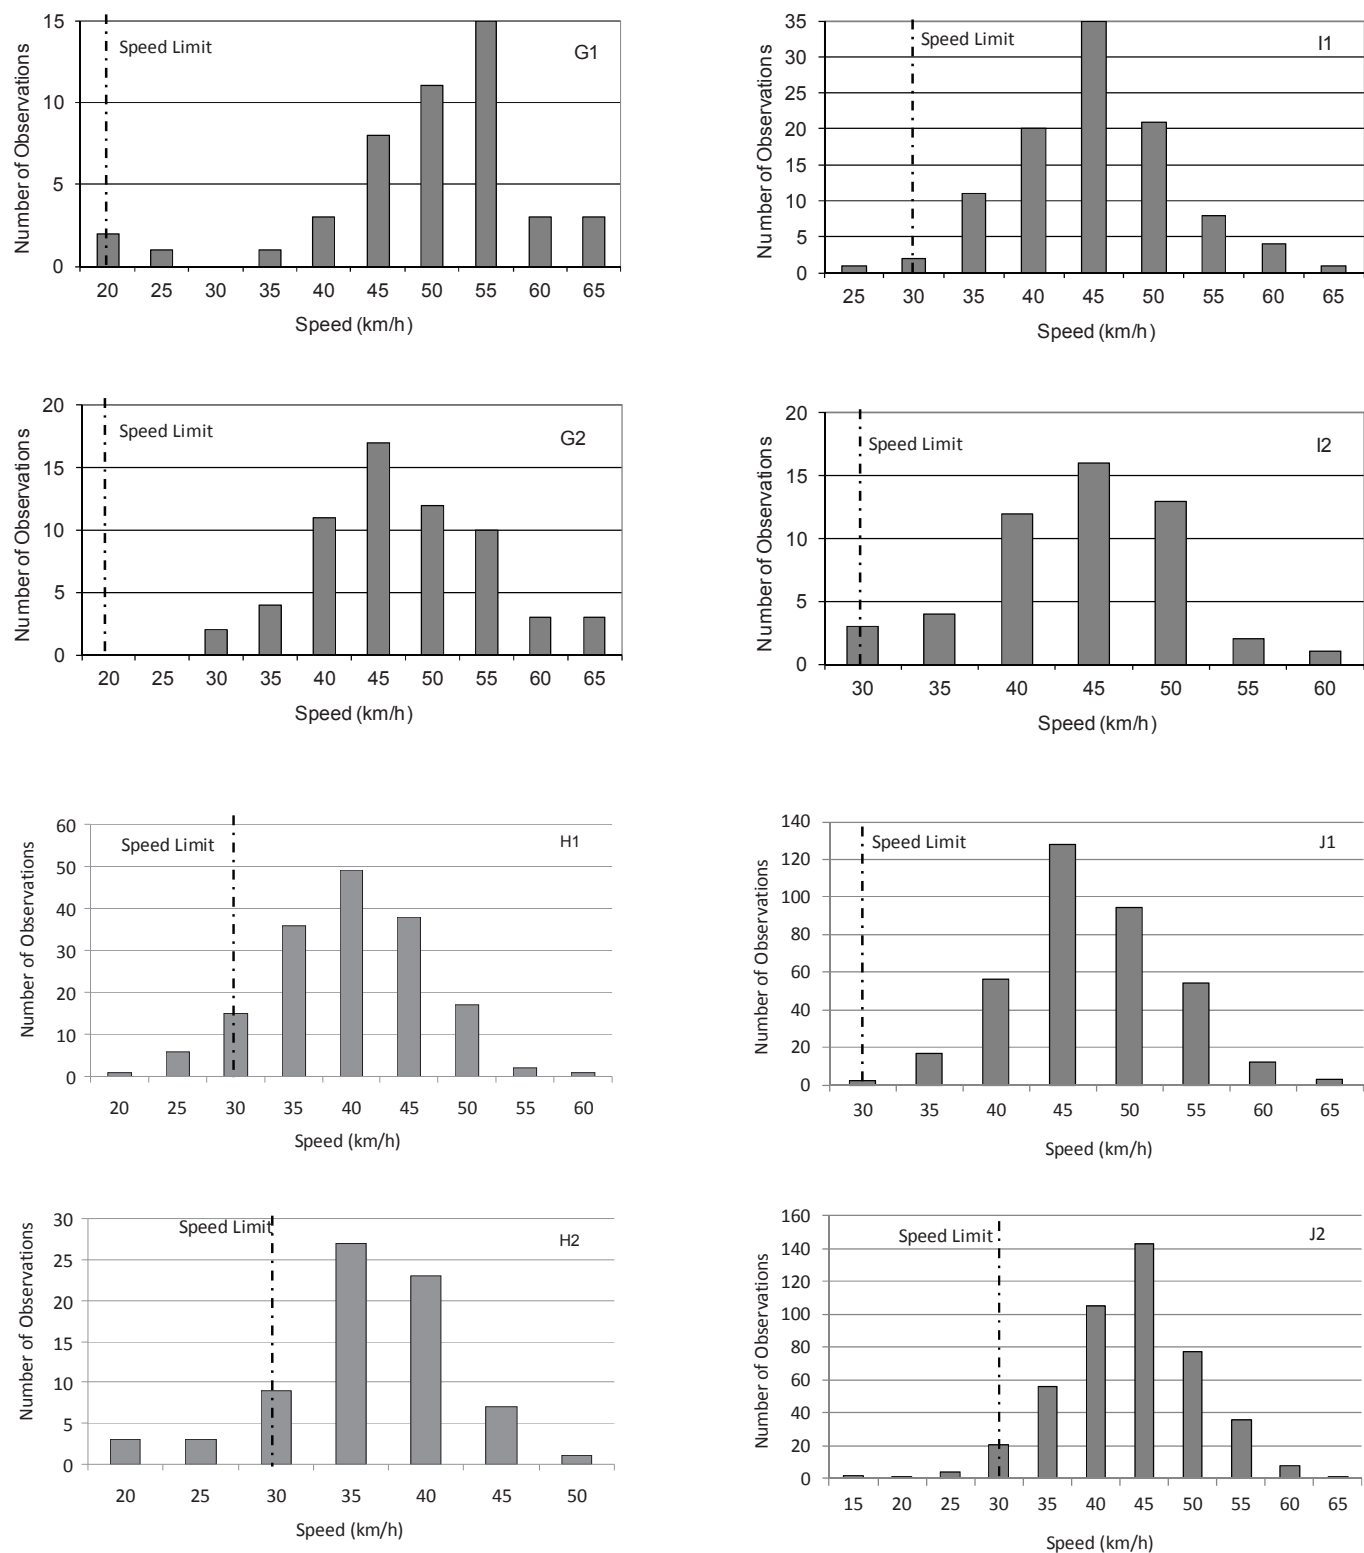 15
10
5
0
Number of Observations
Speed Limit
G1
20 25 30 35 40 45 50 55 60 65
Speed (km/h)
35
30
25
20
15
10
5
0
Number of Observations
Speed Limit
I1
25 30 35 40 45 50 55 60 65
Speed (km/h)
20
15
10
5
0
Number of Observations
Speed Limit
G2
20 25 30 35 40 45 50 55 60 65
Speed (km/h)
20
15
10
5
0
Number of Observations
Speed Limit
I2
30 35 40 45 50 55 60
Speed (km/h)
60
50
40
30
20
10
0
Number of Observations
Speed Limit
H1
20 25 30 35 40 45 50 55 60
Speed (km/h)
140
120
100
80
60
40
20
0
Number of Observations
Speed Limit
J1
30 35 40 45 50 55 60 65
Speed (km/h)
30
25
20
15
10
5
0
Number of Observations
Speed Limit
H2
20 25 30 35 40 45 50
Speed (km/h)
160
140
120
100
80
60
40
20
0
Number of Observations
Speed Limit
J2
15 20 25 30 35 40 45 50 55 60 65
Speed (km/h)